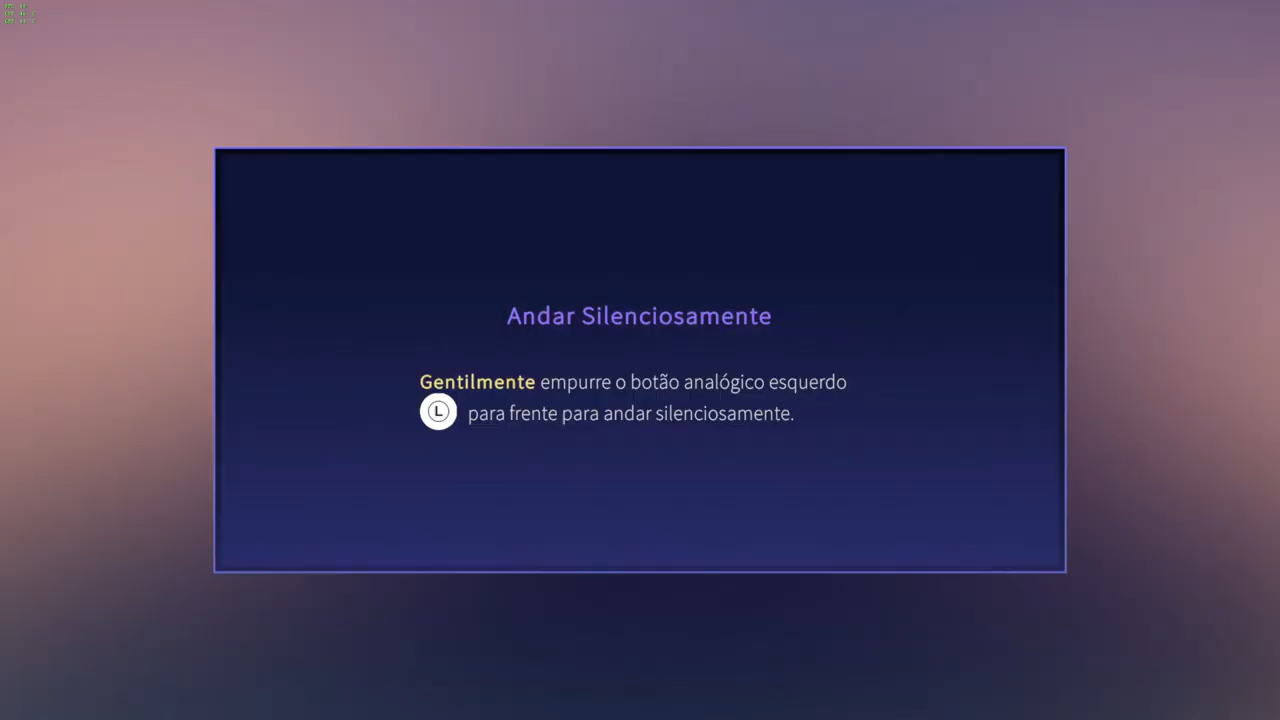 Andar Silenciosamente
Gentilmente empurre o botão analógico esquerdo
L para frente para andar silenciosamente.